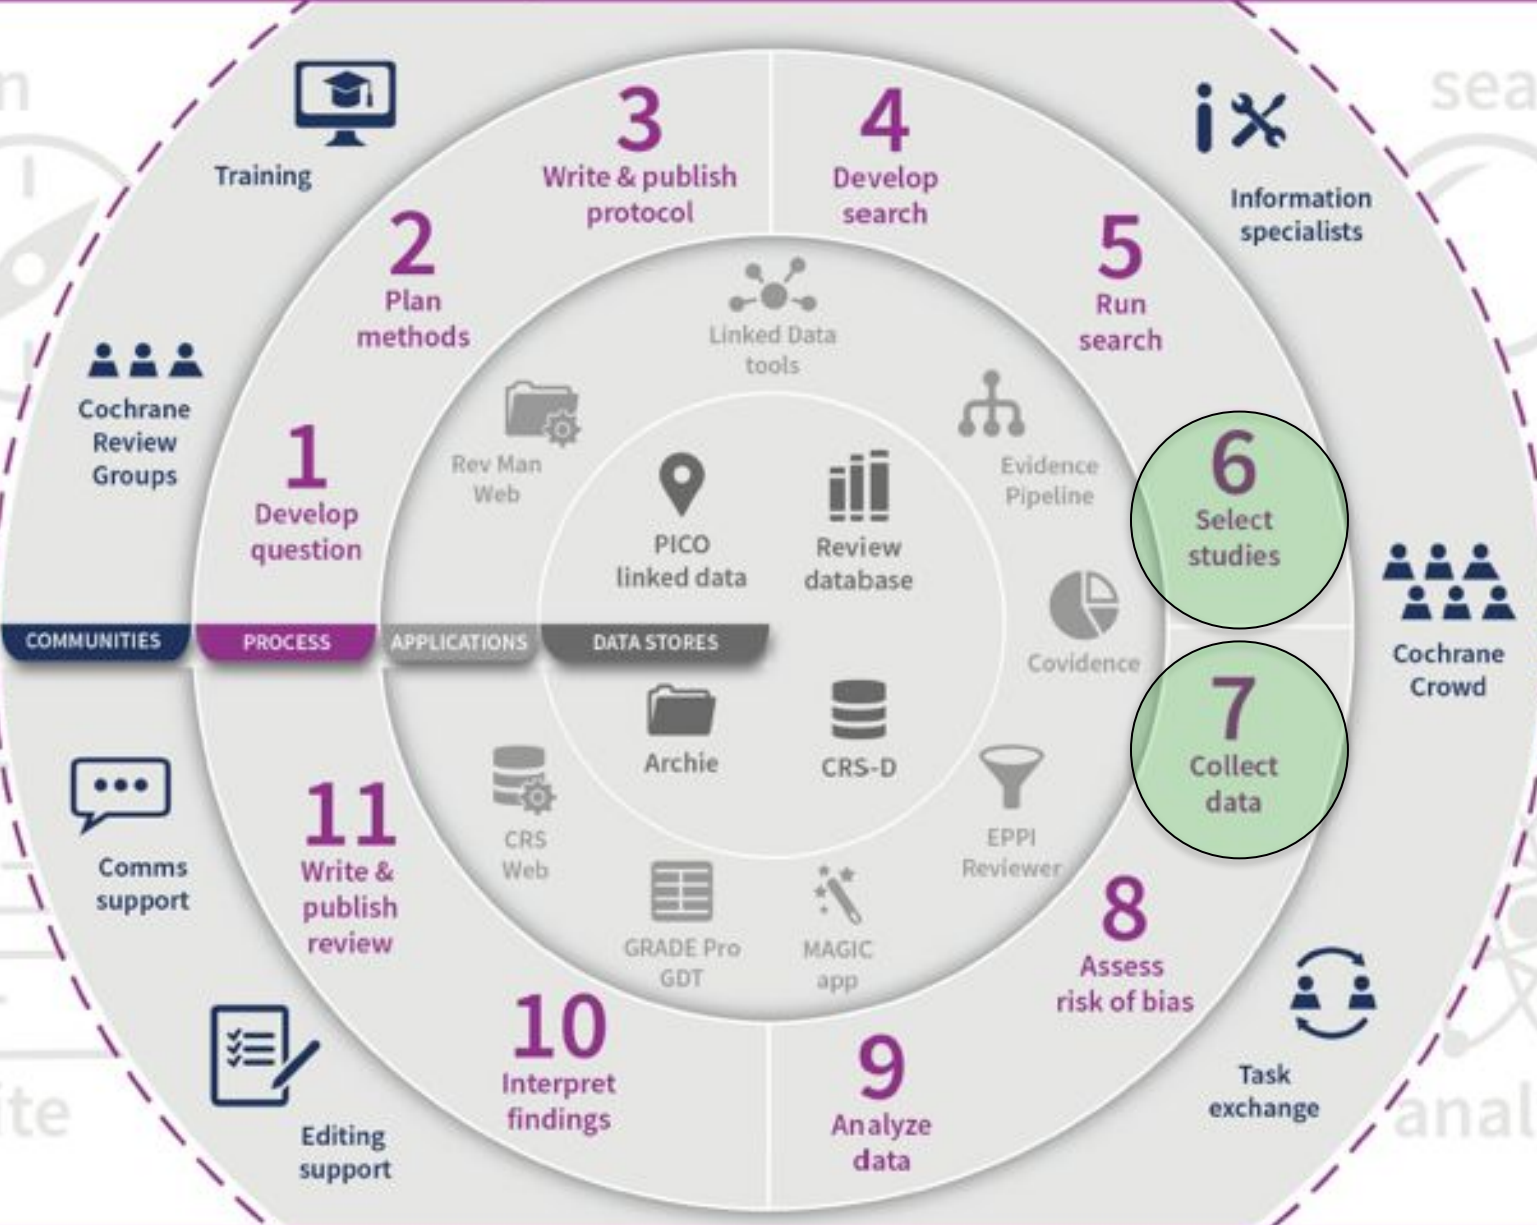 Training
3
Write & publish
protocol
4
Develop
search
Information
specialists
2
Plan
methods
5
Run
search
Linked Data
tools
Cochrane
Review
Groups
Rev Man
Web
Evidence
Pipeline
1
Develop
question
6
Select
studies
PICO
linked data
Review
database
Covidence
Cochrane
Crowd
COMMUNITIES
PROCESS
APPLICATIONS
DATA STORES
7
Collect
data
Archie
CRS-D
Comms
support
11
Write &
publish
review
CRS
Web
EPPI
Reviewer
8
Assess
risk of bias
GRADE Pro
GDT
MAGIC
app
10
Interpret
findings
9
Analyze
data
Task
exchange
Editing
support